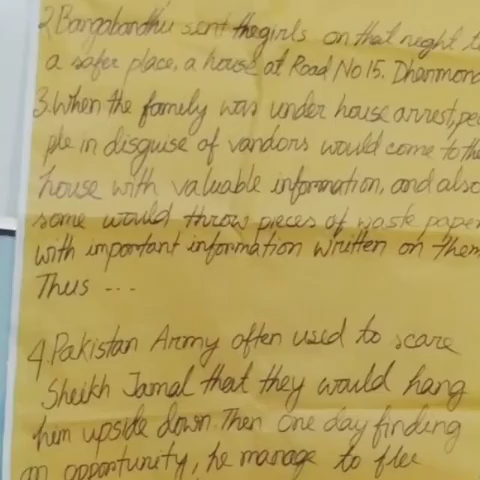 2. Bangabandhu sent the girls on that night t
a safer place, a house at Road No 15. Dhanmond
3. When the family was under house arrest, peo
ple in disguise of vandors would come to the
house with valuable information, and also
some would throw pieces of waste paper
with important information written on them
Thus ---
4. Pakistan Army often used to scare
Sheikh Jamal that they would hang
him upside down. Then one day finding
an opportunity, he manage to flee